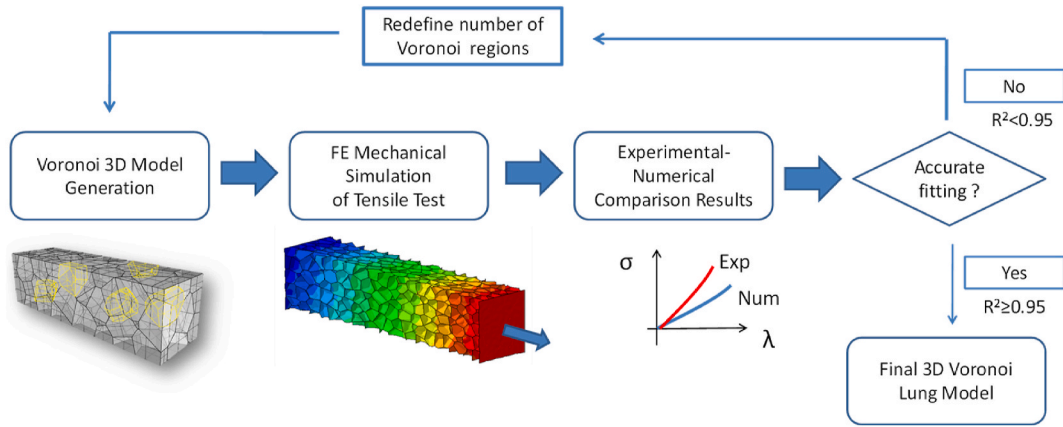 Redefine number of
Voronoi regions
No
R²<0.95
Voronoi 3D Model
Generation
FE Mechanical
Simulation
of Tensile Test
Experimental-
Numerical
Comparison Results
Accurate
fitting ?
σ
Exp
Num
λ
Yes
R²≥0.95
Final 3D Voronoi
Lung Model